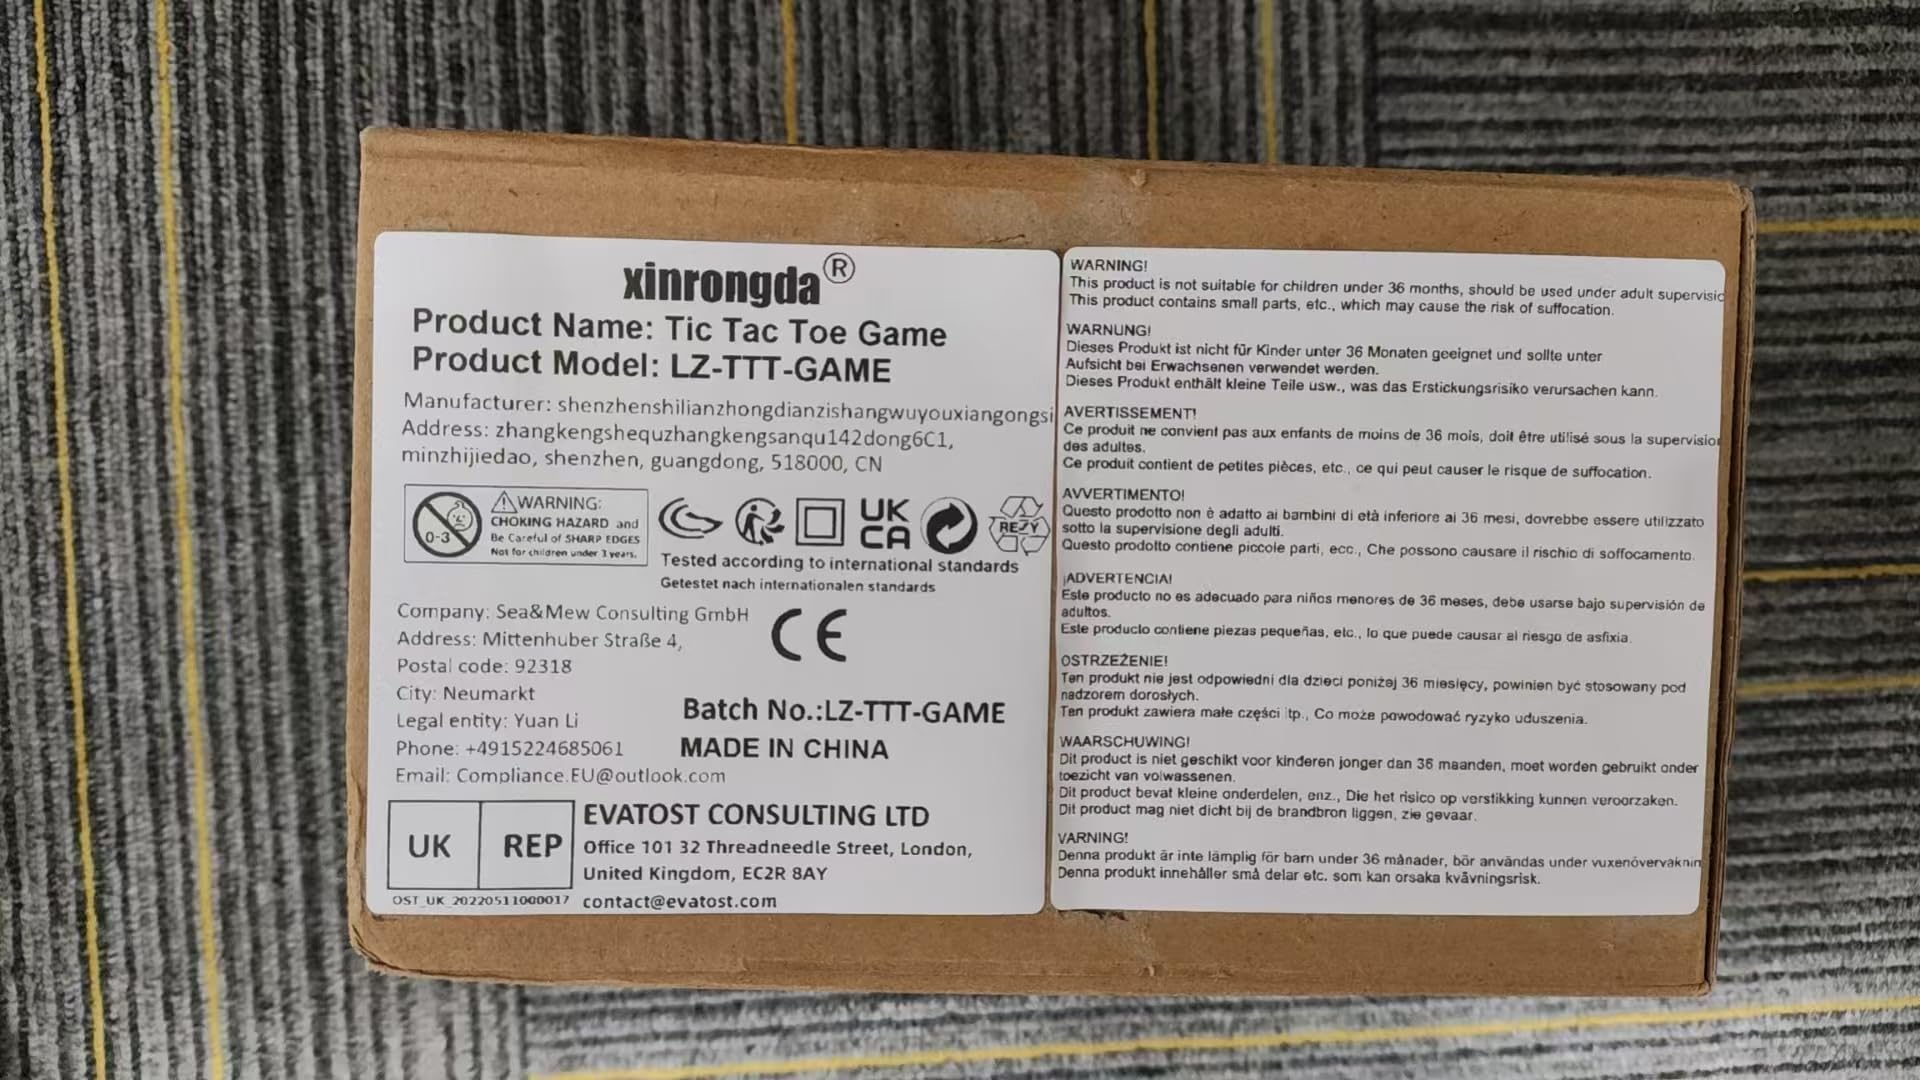 xinrongda®
Product Name: Tic Tac Toe Game
Product Model: LZ-TTT-GAME
Manufacturer: shenzhenshilianzhongdianzishangwuyouxiangongsi
Address: zhangkengshequzhangkengsanqu142dong6C1,
minzhijiedao, shenzhen, guangdong, 518000, CN
0-3
WARNING:
CHOKING HAZARD and
Be Careful of SHARP EDGES
Not for children under 3 years.
UK
CA
REZY
Tested according to international standards
Getestet nach internationalen standards
Company: Sea&Mew Consulting GmbH
Address: Mittenhuber Straße 4,
Postal code: 92318
City: Neumarkt
Legal entity: Yuan Li
Phone: +4915224685061
Email: Compliance.EU@outlook.com
CE
Batch No.:LZ-TTT-GAME
MADE IN CHINA
UK REP
OST_UK_20220511000017
EVATOST CONSULTING LTD
Office 101 32 Threadneedle Street, London,
United Kingdom, EC2R 8AY
contact@evatost.com
WARNING!
This product is not suitable for children under 36 months, should be used under adult supervisio
This product contains small parts, etc., which may cause the risk of suffocation.
WARNUNG!
Dieses Produkt ist nicht für Kinder unter 36 Monaten geeignet und sollte unter
Aufsicht bei Erwachsenen verwendet werden.
Dieses Produkt enthält kleine Teile usw., was das Erstickungsrisiko verursachen kann.
AVERTISSEMENT!
Ce produit ne convient pas aux enfants de moins de 36 mois, doit être utilisé sous la supervision
des adultes.
Ce produit contient de petites pièces, etc., ce qui peut causer le risque de suffocation.
AVVERTIMENTO!
Questo prodotto non è adatto ai bambini di età inferiore ai 36 mesi, dovrebbe essere utilizzato
sotto la supervisione degli adulti.
Questo prodotto contiene piccole parti, ecc., Che possono causare il rischio di soffocamento.
¡ADVERTENCIA!
Este producto no es adecuado para niños menores de 36 meses, debe usarse bajo supervisión de
adultos.
Este producto contiene piezas pequeñas, etc., lo que puede causar el riesgo de asfixia.
OSTRZEŻENIE!
Ten produkt nie jest odpowiedni dla dzieci poniżej 36 miesięcy, powinien być stosowany pod
nadzorem dorosłych.
Ten produkt zawiera małe części itp., Co może powodować ryzyko uduszenia.
WAARSCHUWING!
Dit product is niet geschikt voor kinderen jonger dan 36 maanden, moet worden gebruikt onder
toezicht van volwassenen.
Dit product bevat kleine onderdelen, enz., Die het risico op verstikking kunnen veroorzaken.
Dit product mag niet dicht bij de brandbron liggen, zie gevaar.
VARNING!
Denna produkt är inte lämplig för barn under 36 månader, bör användas under vuxenövervaknin
Denna produkt innehåller små delar etc. som kan orsaka kvävningsrisk.